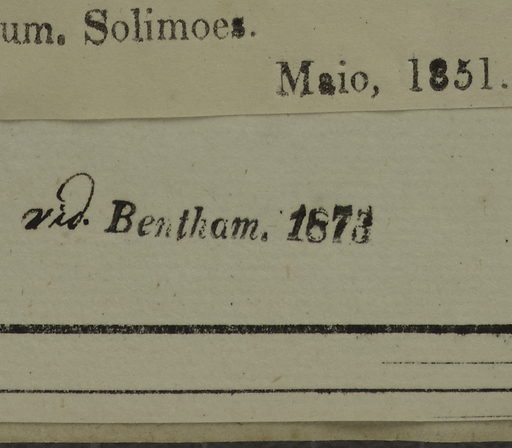 um. Solimoes.
Maio, 1851.
vid. Bentham. 1873